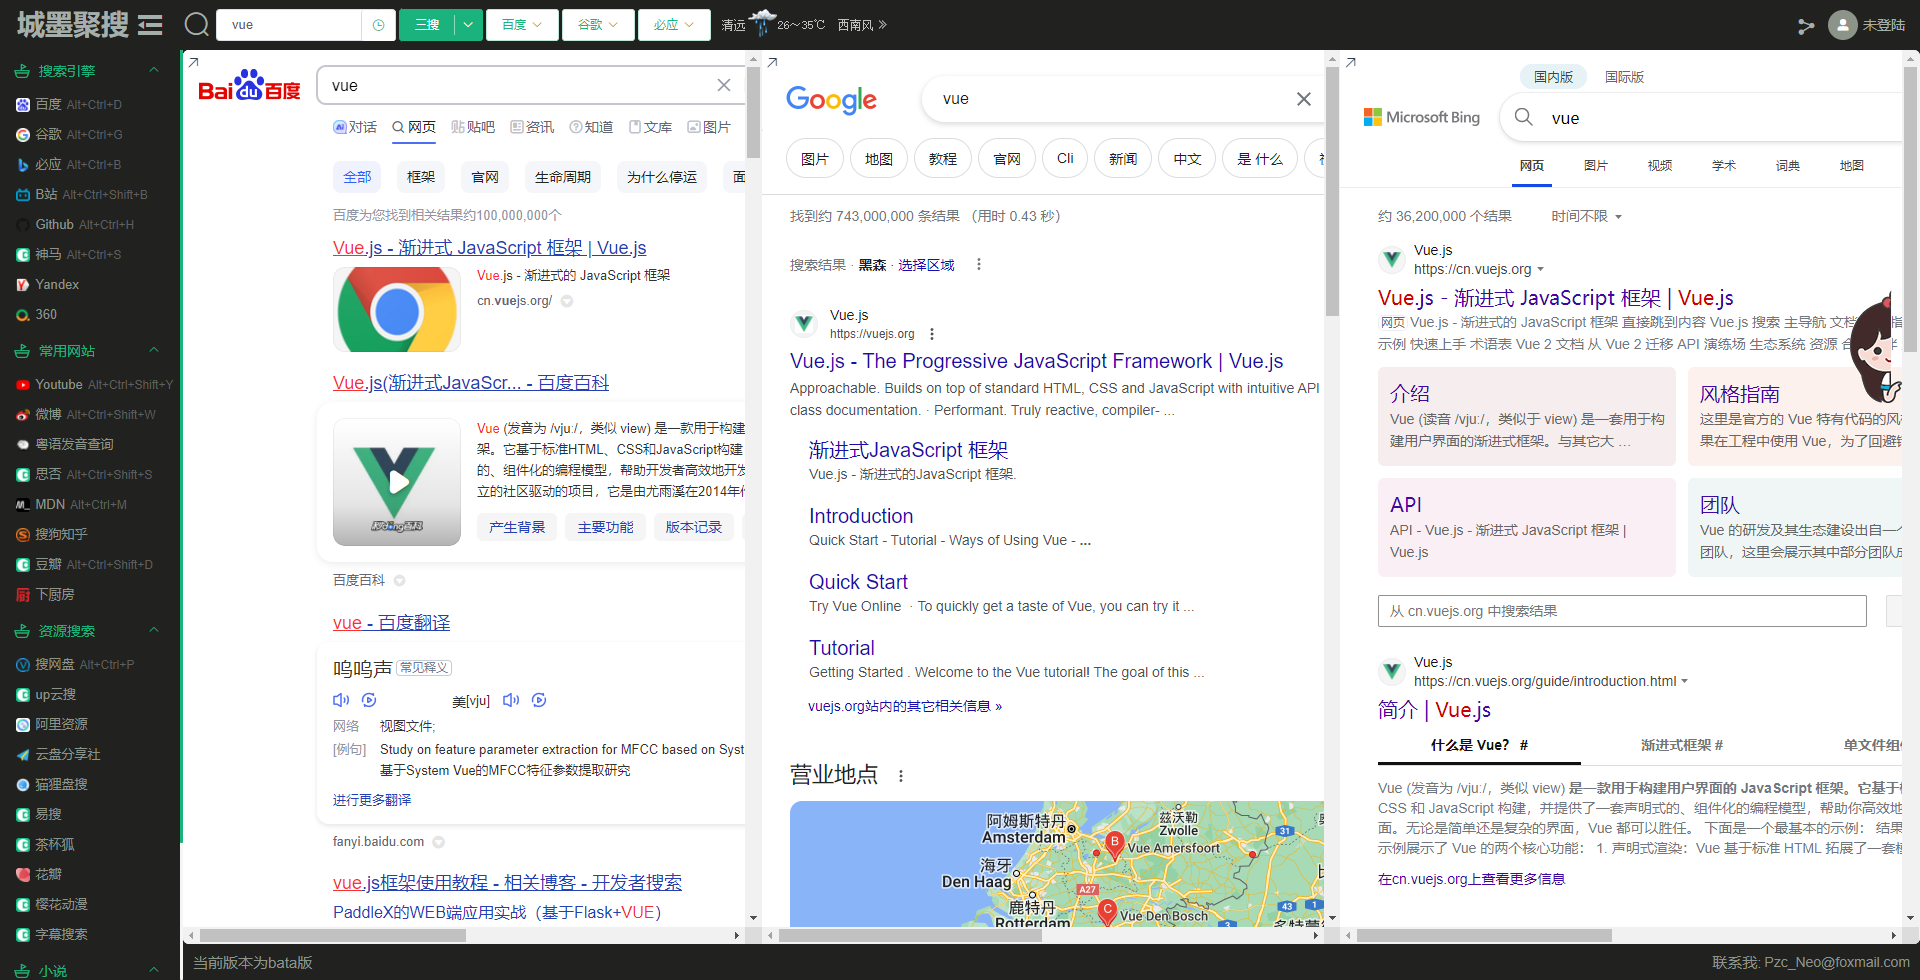 城墨聚搜
vue
三搜
百度
谷歌
必应
清远
26～35℃
西南风
未登陆
搜索引擎
百度 Alt+Ctrl+D
谷歌 Alt+Ctrl+G
必应 Alt+Ctrl+B
B站 Alt+Ctrl+Shift+B
Github Alt+Ctrl+H
神马 Alt+Ctrl+S
Yandex
360
常用网站
Youtube Alt+Ctrl+Shift+Y
微博 Alt+Ctrl+Shift+W
粤语发音查询
思否 Alt+Ctrl+Shift+S
MDN Alt+Ctrl+M
搜狗知乎
豆瓣 Alt+Ctrl+Shift+D
下厨房
资源搜索
搜网盘 Alt+Ctrl+P
up云搜
阿里资源
云盘分享社
猫狸盘搜
易搜
茶杯狐
花瓣
樱花动漫
字幕搜索
小说
Bai du 百度
vue
对话 网页 贴吧 资讯 知道 文库 图片
全部 框架 官网 生命周期 为什么停运 面
百度为您找到相关结果约100,000,000个
Vue.js - 渐进式 JavaScript 框架 | Vue.js
Vue.js - 渐进式的 JavaScript 框架
cn.vuejs.org/
Vue.js(渐进式JavaScr... - 百度百科
Vue (发音为 /vjuː/，类似 view) 是一款用于构建
架。它基于标准HTML、CSS和JavaScript构建
的、组件化的编程模型，帮助开发者高效地开发
立的社区驱动的项目，它是由尤雨溪在2014年
产生背景 主要功能 版本记录
百度百科
vue - 百度翻译
呜呜声 常见释义
美[vju]
网络 视图文件;
[例句] Study on feature parameter extraction for MFCC based on Syst
基于System Vue的MFCC特征参数提取研究
进行更多翻译
fanyi.baidu.com
vue.js框架使用教程 - 相关博客 - 开发者搜索
PaddleX的WEB端应用实战（基于Flask+VUE）
Google
vue
图片 地图 教程 官网 Cli 新闻 中文 是 什么
找到约 743,000,000 条结果 （用时 0.43 秒）
搜索结果 · 黑森 · 选择区域
Vue.js
https://vuejs.org
Vue.js - The Progressive JavaScript Framework | Vue.js
Approachable. Builds on top of standard HTML, CSS and JavaScript with intuitive API
class documentation. · Performant. Truly reactive, compiler- ...
渐进式JavaScript 框架
Vue.js - 渐进式的JavaScript 框架.
Introduction
Quick Start - Tutorial - Ways of Using Vue - ...
Quick Start
Try Vue Online · To quickly get a taste of Vue, you can try it ...
Tutorial
Getting Started . Welcome to the Vue tutorial! The goal of this ...
vuejs.org站内的其它相关信息 »
营业地点
阿姆斯特丹
Amsterdam
兹沃勒
Zwolle
31
B
Vue Amersfoort
海牙
Den Haag
A27
C
Vue Den Bosch
鹿特丹
Rotterdam
43
1
3
国内版 国际版
Microsoft Bing
vue
网页 图片 视频 学术 词典 地图
约 36,200,000 个结果 时间不限
Vue.js
https://cn.vuejs.org
Vue.js - 渐进式 JavaScript 框架 | Vue.js
网页 Vue.js - 渐进式的 JavaScript 框架 直接跳到内容 Vue.js 搜索 主导航 文档 指
示例 快速上手 术语表 Vue 2 文档 从 Vue 2 迁移 API 演练场 生态系统 资源 合 伴
介绍
Vue (读音 /vjuː/，类似于 view) 是一套用于构
建用户界面的渐进式框架。与其它大 …
风格指南
这里是官方的 Vue 特有代码的风
果在工程中使用 Vue，为了回避
API
API - Vue.js - 渐进式 JavaScript 框架 |
Vue.js
团队
Vue 的研发及其生态建设出自一个
团队，这里会展示其中部分团队成
从 cn.vuejs.org 中搜索结果
Vue.js
https://cn.vuejs.org/guide/introduction.html
简介 | Vue.js
什么是 Vue？ # 渐进式框架 # 单文件组
Vue (发音为 /vjuː/，类似 view) 是一款用于构建用户界面的 JavaScript 框架。它基于
CSS 和 JavaScript 构建，并提供了一套声明式的、组件化的编程模型，帮助你高效地
面。无论是简单还是复杂的界面，Vue 都可以胜任。 下面是一个最基本的示例： 结果
示例展示了 Vue 的两个核心功能： 1. 声明式渲染：Vue 基于标准 HTML 拓展了一套模
在cn.vuejs.org上查看更多信息
当前版本为bata版
联系我: Pzc_Neo@foxmail.com